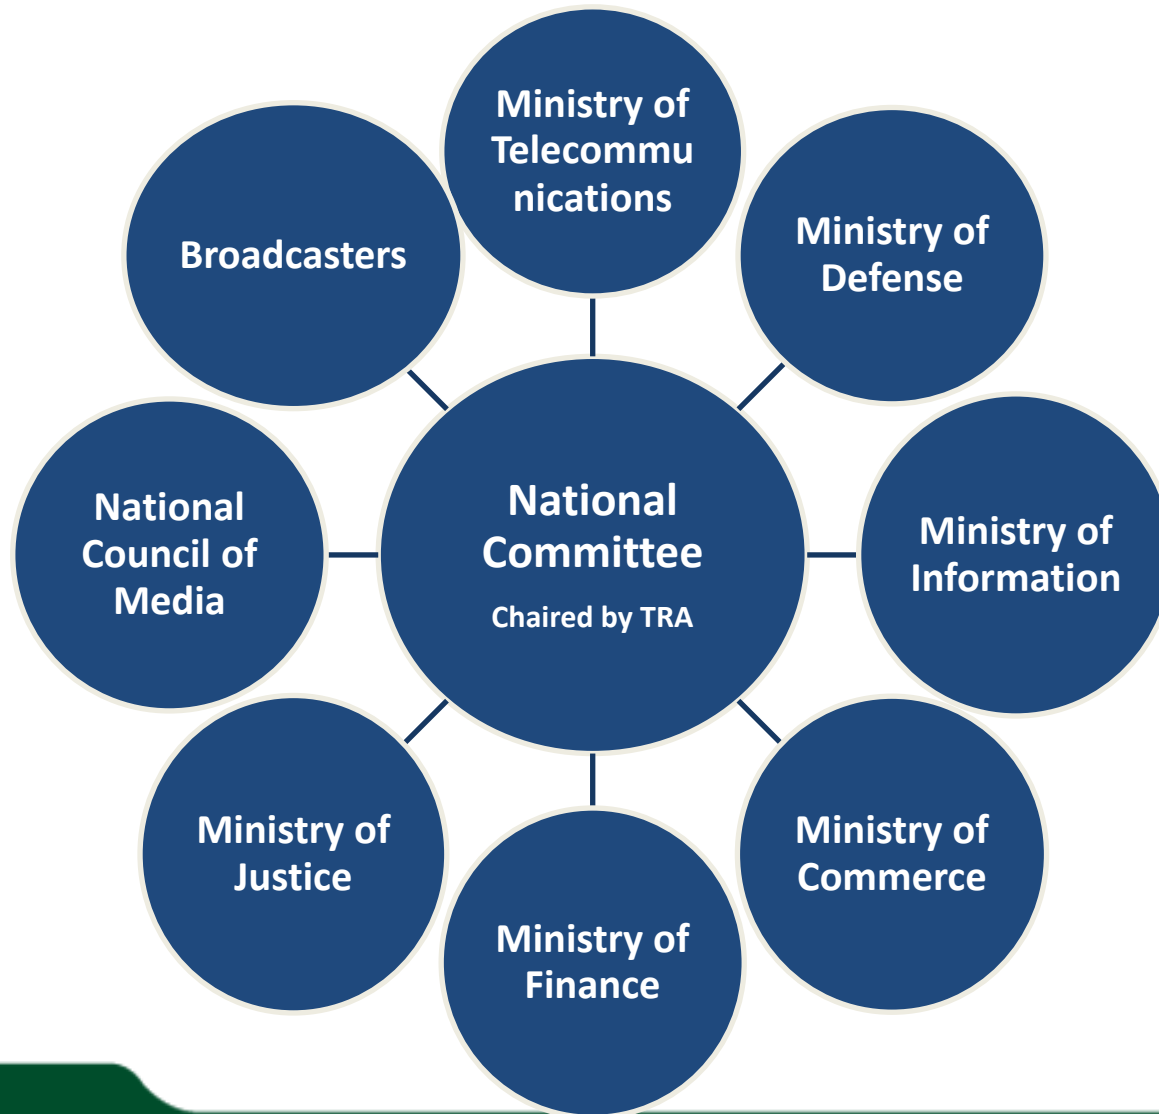 Ministry of
Telecommu
nications
Ministry of
Defense
Ministry of
Information
Ministry of
Commerce
Ministry of
Finance
Ministry of
Justice
National
Council of
Media
Broadcasters
National
Committee
Chaired by TRA